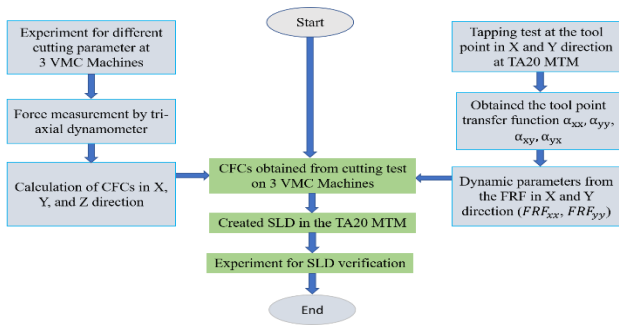 Start
Experiment for different
cutting parameter at
3 VMC Machines
Force measurement by tri-
axial dynamometer
Calculation of CFCs in X,
Y, and Z direction
Tapping test at the tool
point in X and Y direction
at TA20 MTM
Obtained the tool point
transfer function α_xx, α_yy,
α_xy, α_yx
Dynamic parameters from
the FRF in X and Y
direction (FRF_xx, FRF_yy)
CFCs obtained from cutting test
on 3 VMC Machines
Created SLD in the TA20 MTM
Experiment for SLD verification
End